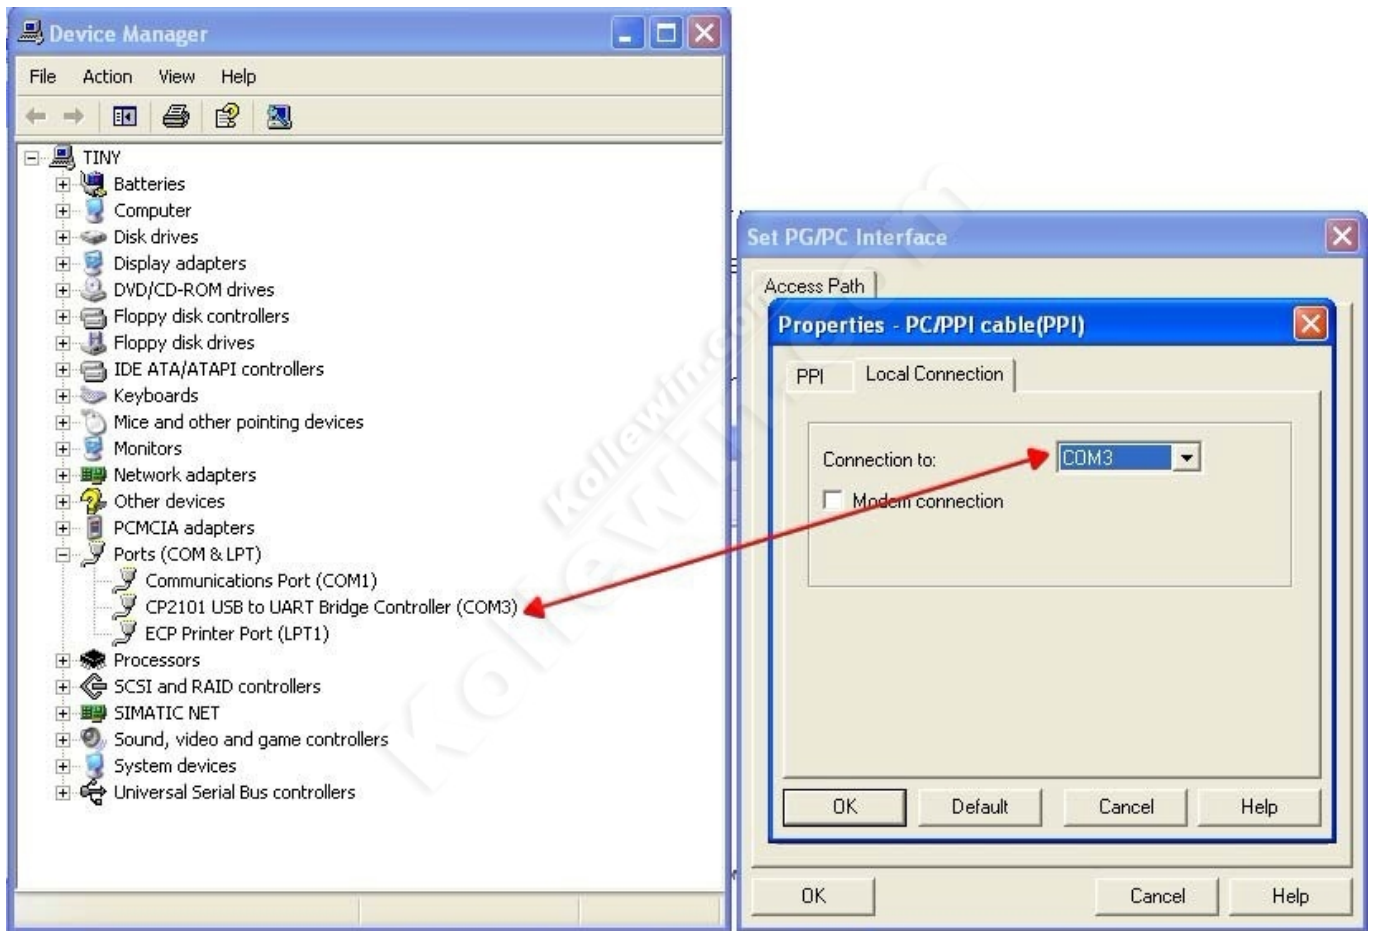 Device Manager
File Action View Help
TINY
Batteries
Computer
Disk drives
Display adapters
DVD/CD-ROM drives
Floppy disk controllers
Floppy disk drives
IDE ATA/ATAPI controllers
Keyboards
Mice and other pointing devices
Monitors
Network adapters
Other devices
PCMCIA adapters
Ports (COM & LPT)
Communications Port (COM1)
CP2101 USB to UART Bridge Controller (COM3)
ECP Printer Port (LPT1)
Processors
SCSI and RAID controllers
SIMATIC NET
Sound, video and game controllers
System devices
Universal Serial Bus controllers
Set PG/PC Interface
Access Path
Properties - PC/PPI cable(PPI)
PPI Local Connection
Connection to: COM3
Modem connection
OK Default Cancel Help
OK Cancel Help
Kollewin.com
Kollewin.com